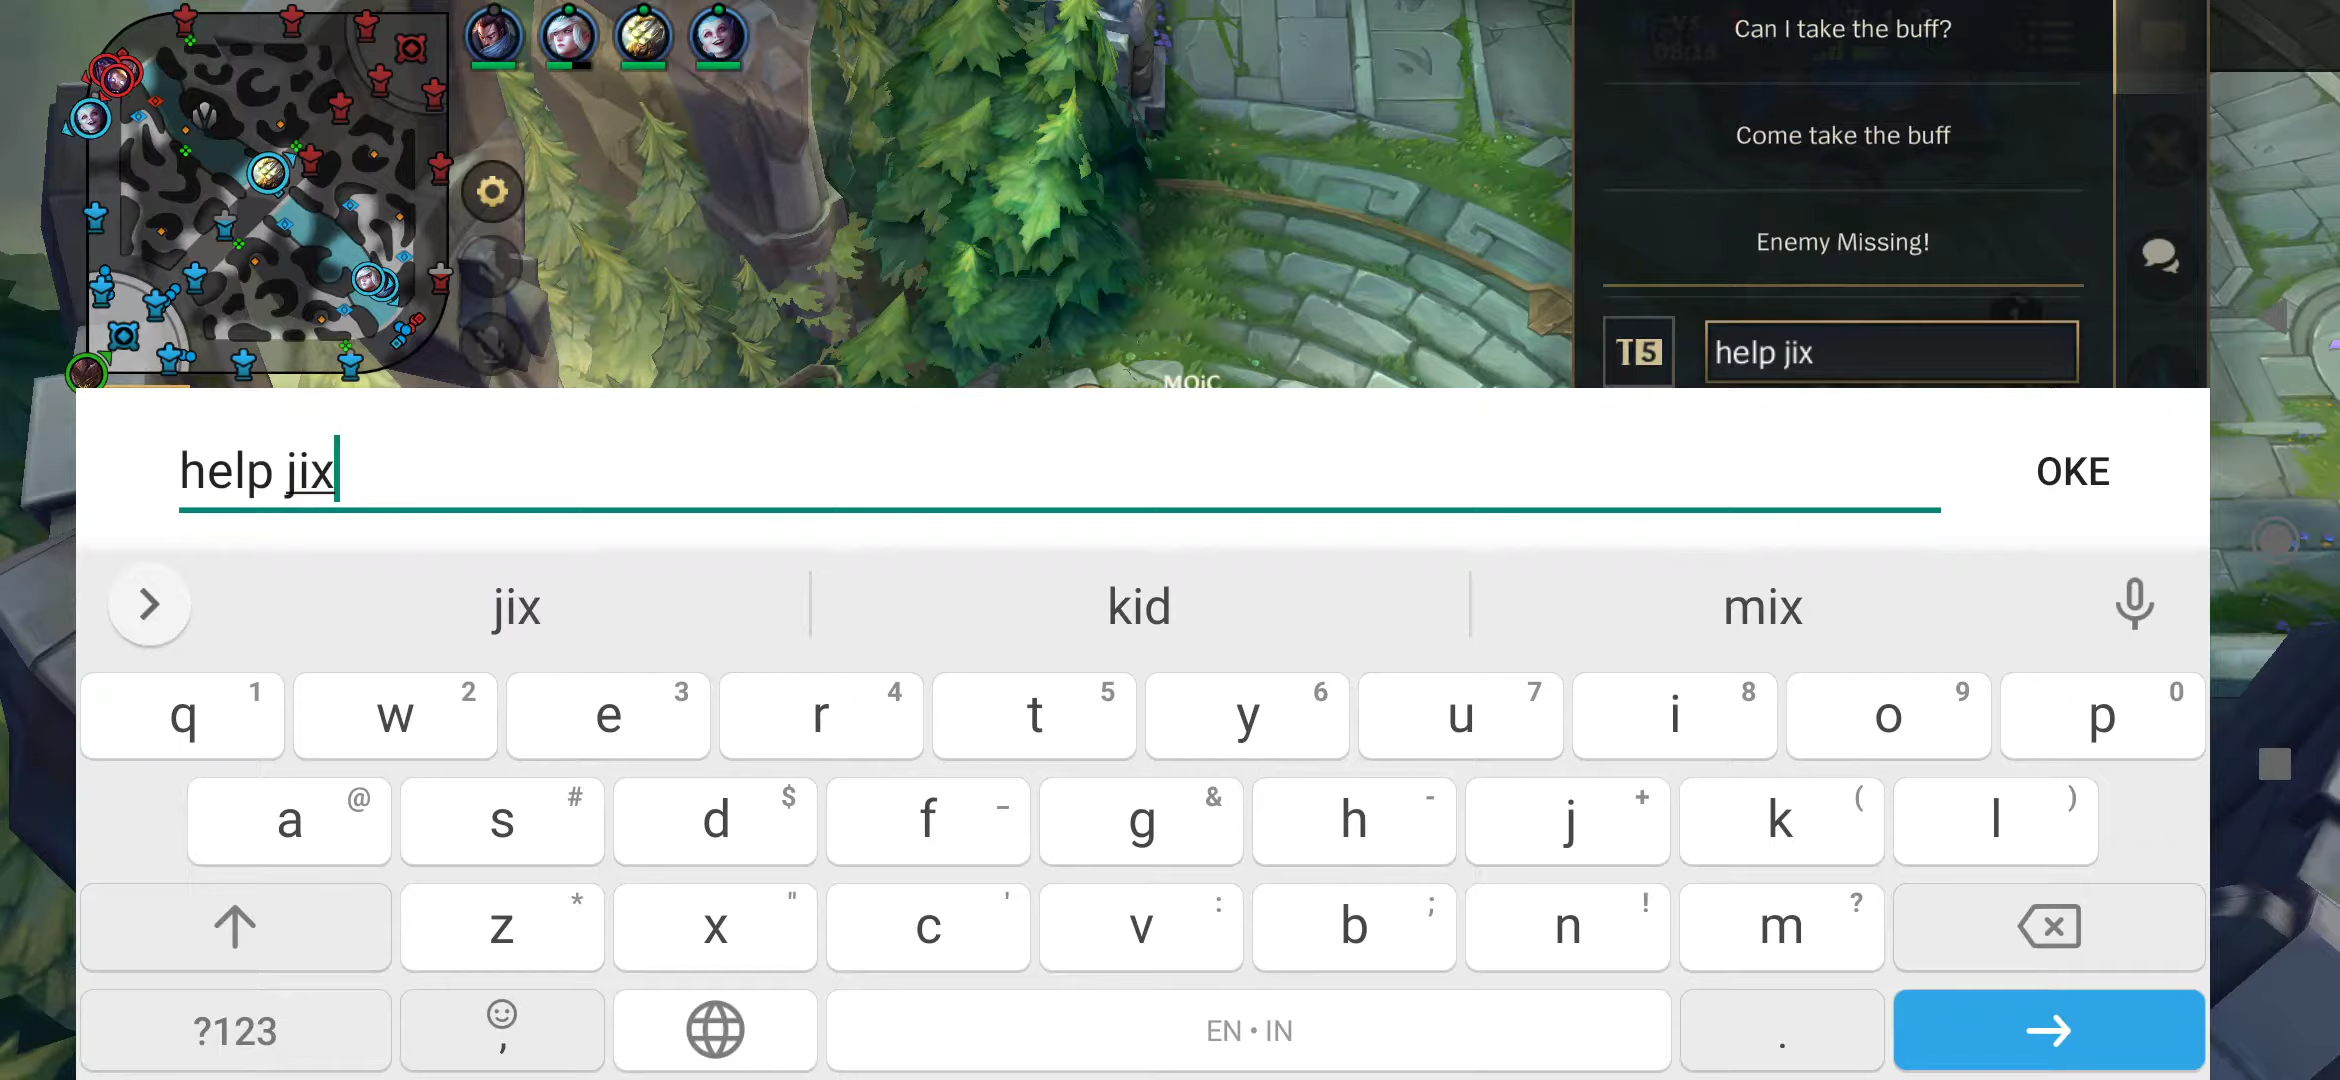 Can I take the buff?
Come take the buff
Enemy Missing!
T5 help jix
MOiC
help jix OKE
jix kid mix
q 1 w 2 e 3 r 4 t 5 y 6 u 7 i 8 o 9 p 0
a @ s # d $ f _ g & h - j + k ( l )
z * x " c ' v : b ; n ! m ?
?123 , EN • IN .